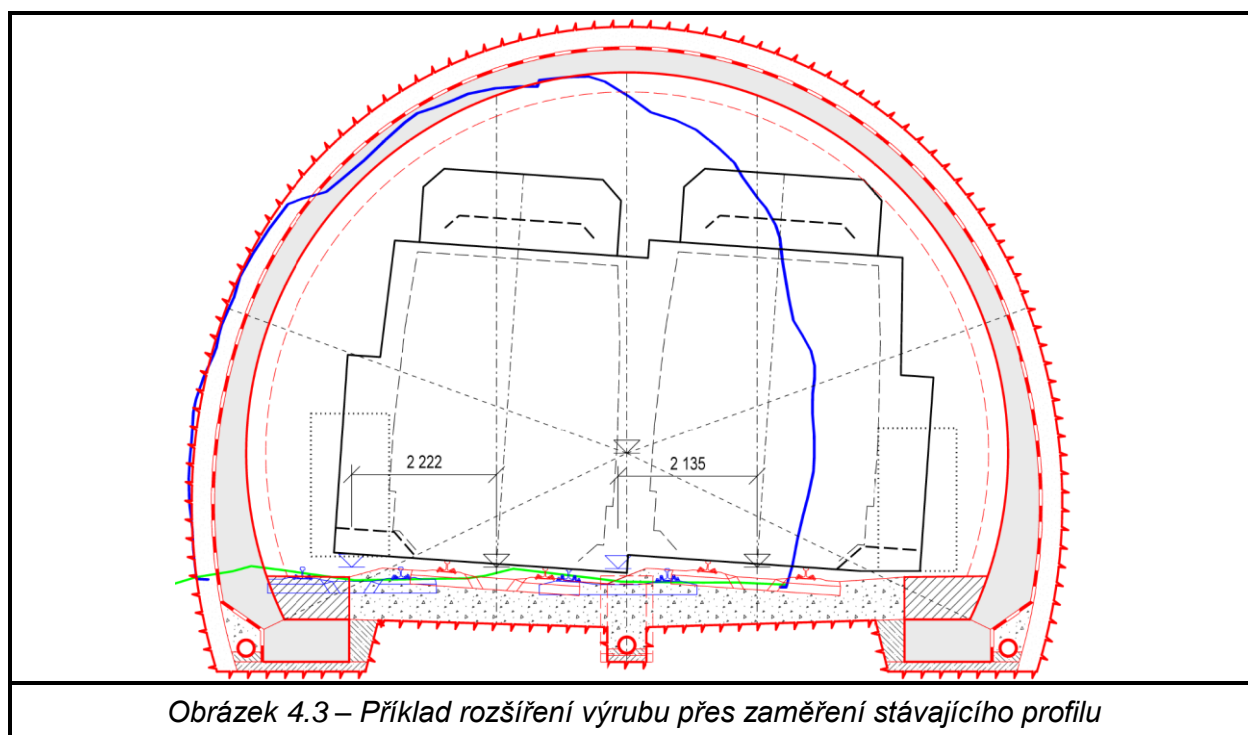 2 222
2 135
Obrázek 4.3 – Příklad rozšíření výrubu přes zaměření stávajícího profilu